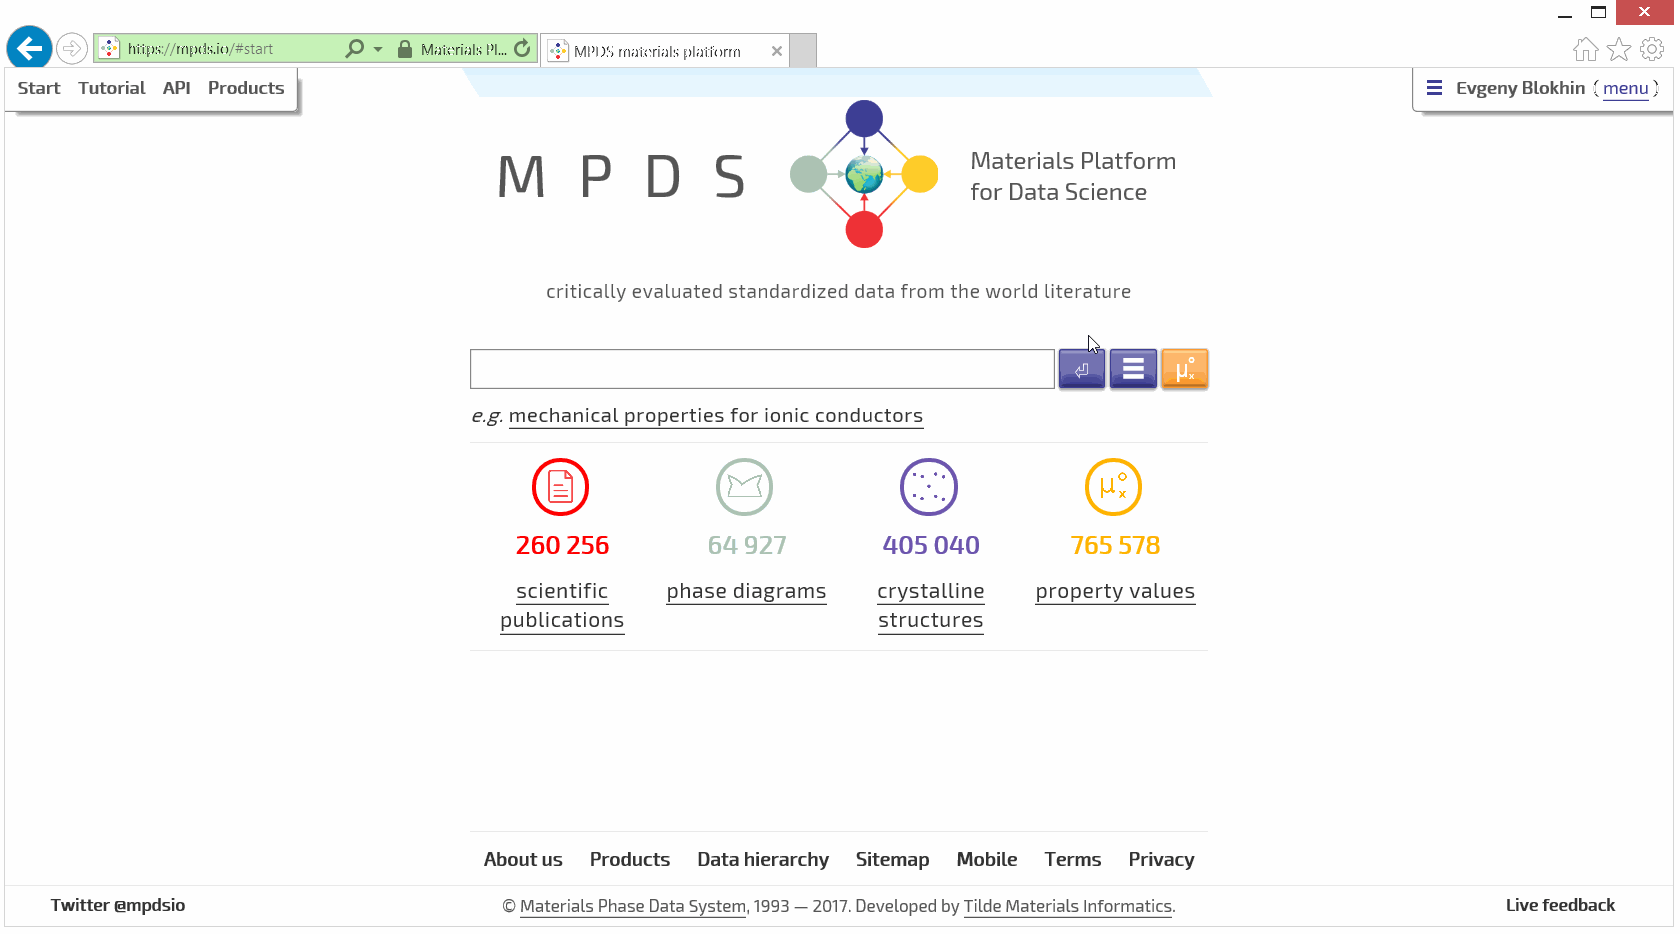 https://mpds.io/#start
Materials Pl...
MPDS materials platform
Start Tutorial API Products
Evgeny Blokhin ( menu )
M P D S
Materials Platform
for Data Science
critically evaluated standardized data from the world literature
μ°x
e.g. mechanical properties for ionic conductors
μ°x
260 256
64 927
405 040
765 578
scientific
publications
phase diagrams
crystalline
structures
property values
About us Products Data hierarchy Sitemap Mobile Terms Privacy
Twitter @mpdsio
© Materials Phase Data System, 1993 — 2017. Developed by Tilde Materials Informatics.
Live feedback